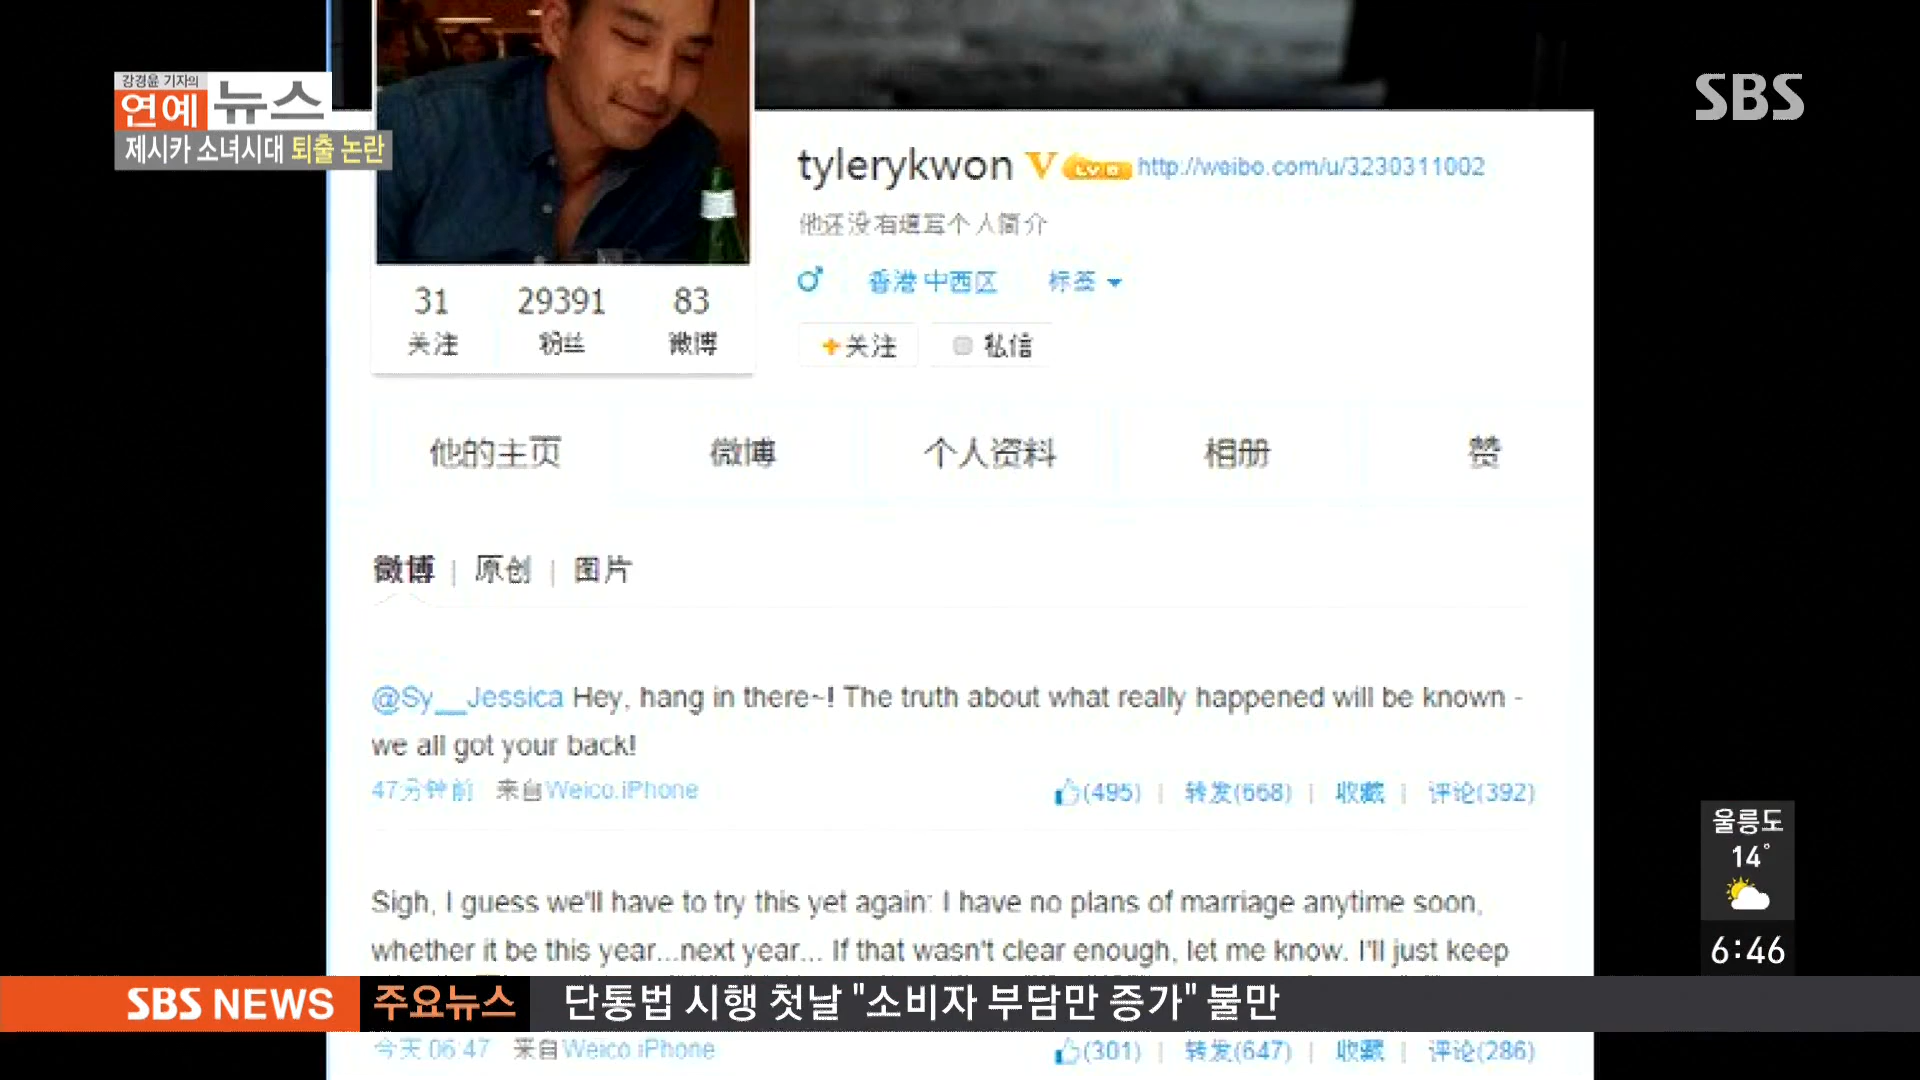 강경윤 기자의
연예 뉴스
제시카 소녀시대 퇴출 논란
SBS
tylerykwon V http://weibo.com/u/3230311002
他还没有填写个人简介
♂ 香港 中西区 标签
31 29391 83
关注 粉丝 微博
+关注 私信
他的主页 微博 个人资料 相册 赞
微博 | 原创 | 图片
@Sy__Jessica Hey, hang in there~! The truth about what really happened will be known -
we all got your back!
47分钟前 来自Weico.iPhone (495) | 转发(668) | 收藏 | 评论(392)
Sigh, I guess we'll have to try this yet again: I have no plans of marriage anytime soon,
whether it be this year...next year... If that wasn't clear enough, let me know. I'll just keep
울릉도
14°
6:46
SBS NEWS 주요뉴스 단통법 시행 첫날 "소비자 부담만 증가" 불만
今天 06:47 来自Weico.iPhone (301) | 转发(647) | 收藏 | 评论(286)